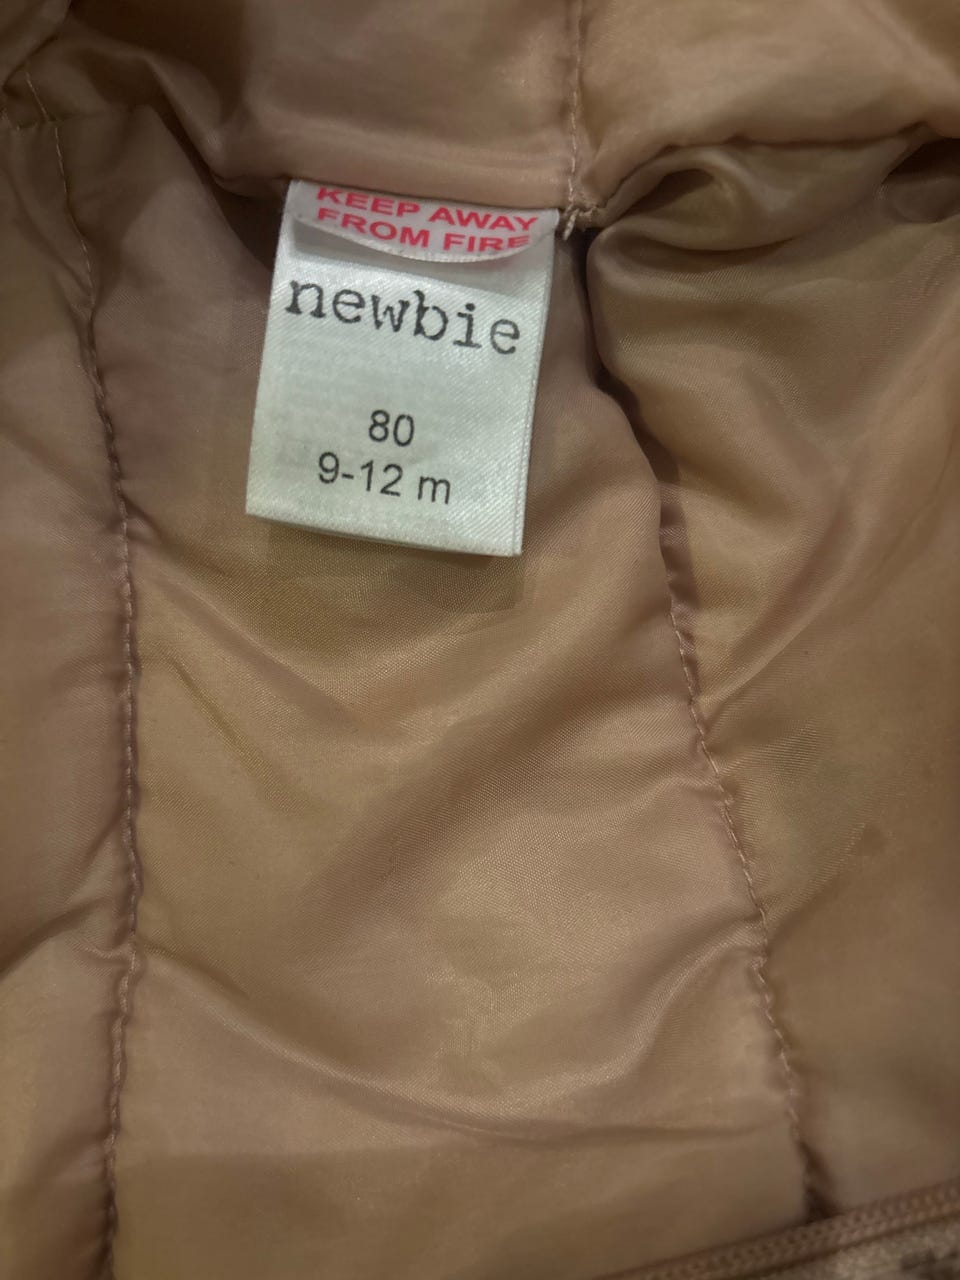 KEEP AWAY
FROM FIRE
newbie
80
9-12 m